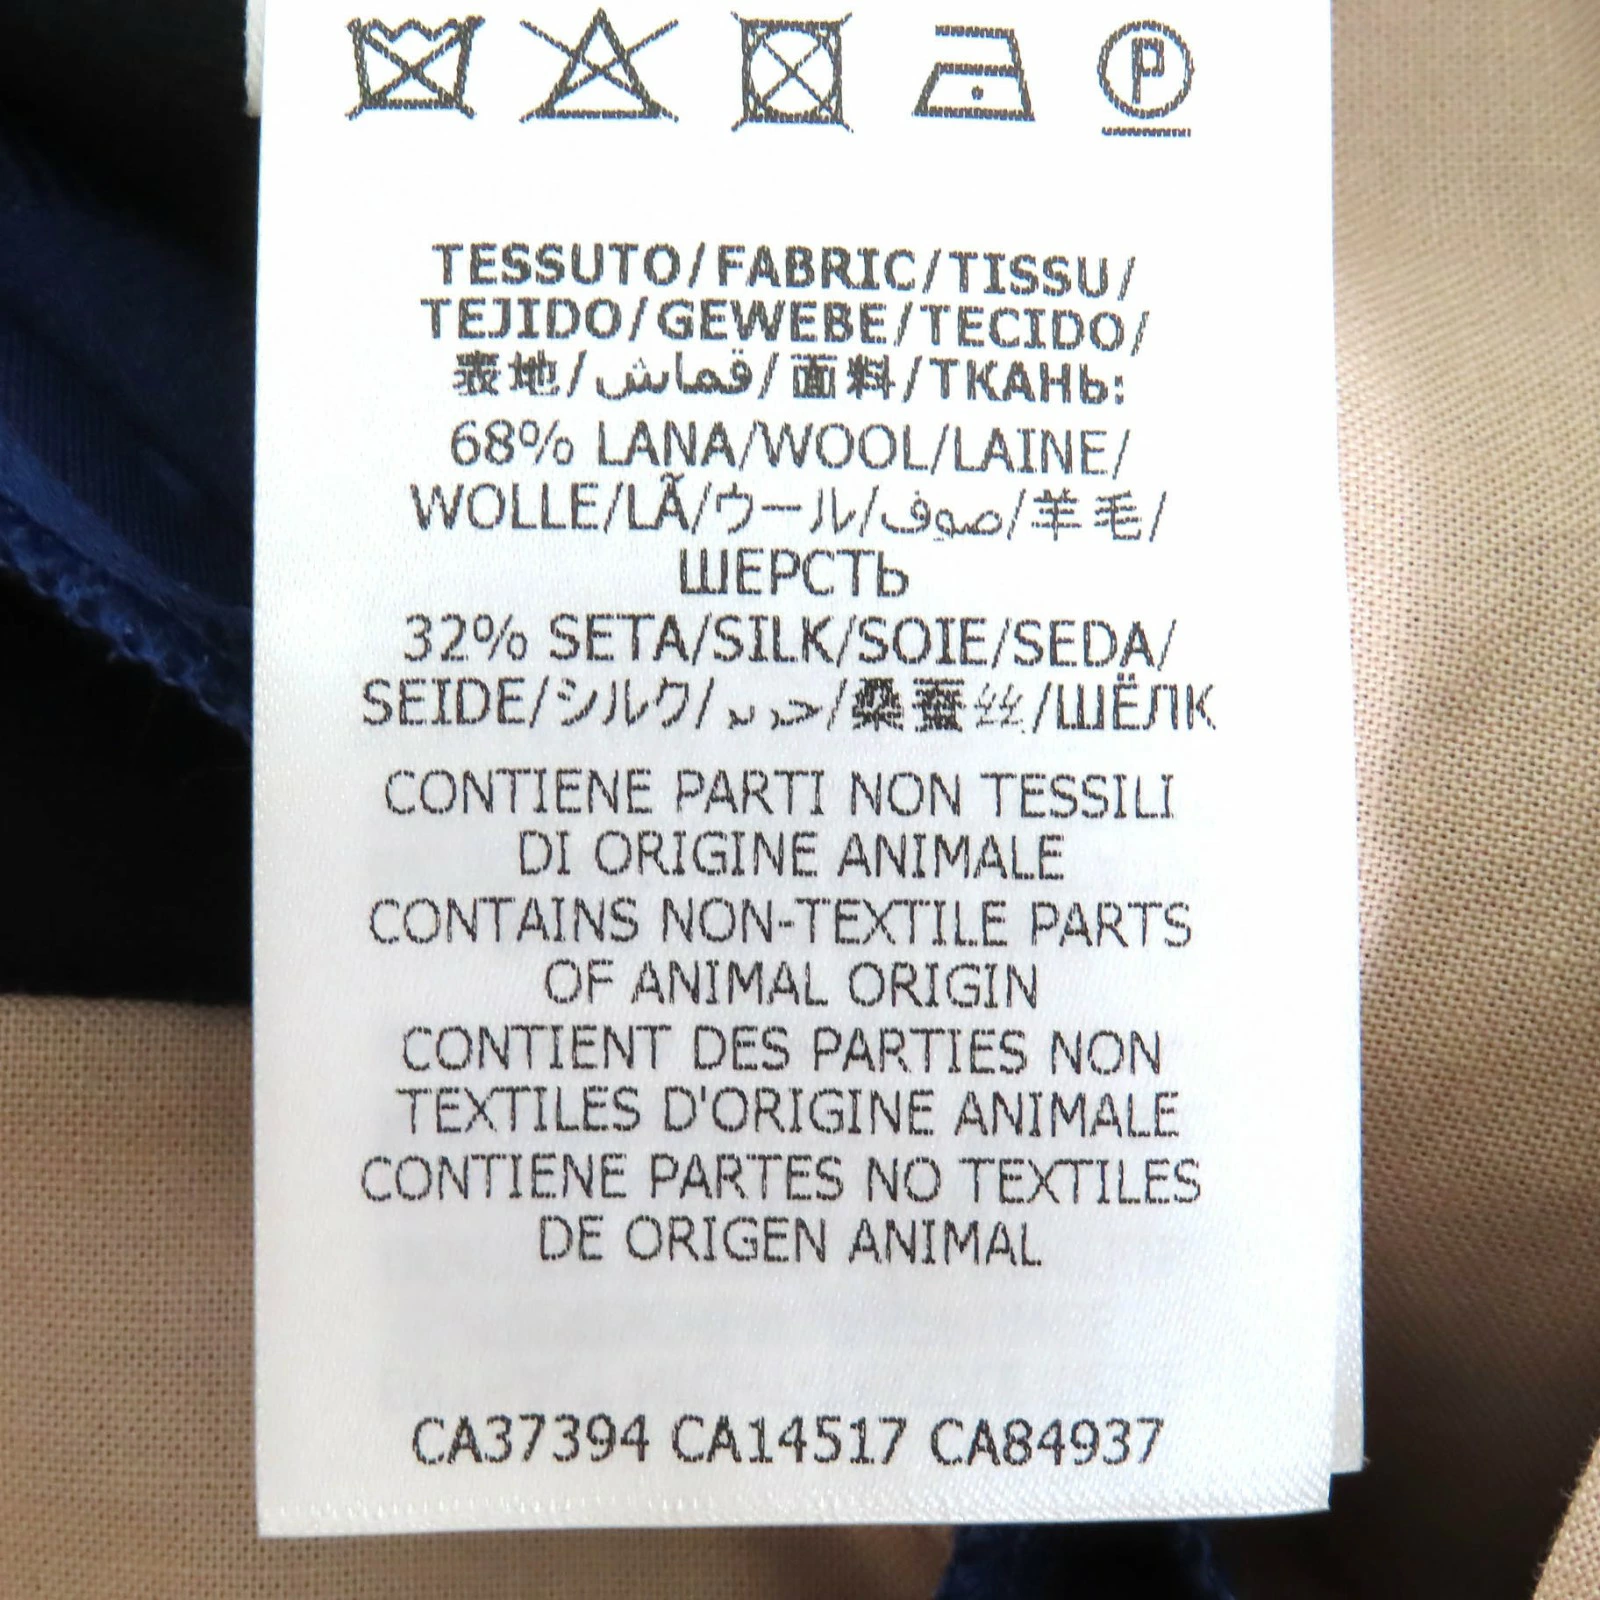 P
TESSUTO/FABRIC/TISSU/
TEJIDO/GEWEBE/TECIDO/
表地/قماش/面料/ТКАНЬ:
68% LANA/WOOL/LAINE/
WOLLE/LÃ/ウール/صوف/羊毛/
ШЕРСТЬ
32% SETA/SILK/SOIE/SEDA/
SEIDE/シルク/حرير/桑蚕丝/ШЁЛК
CONTIENE PARTI NON TESSILI
DI ORIGINE ANIMALE
CONTAINS NON-TEXTILE PARTS
OF ANIMAL ORIGIN
CONTIENT DES PARTIES NON
TEXTILES D'ORIGINE ANIMALE
CONTIENE PARTES NO TEXTILES
DE ORIGEN ANIMAL
CA37394 CA14517 CA84937